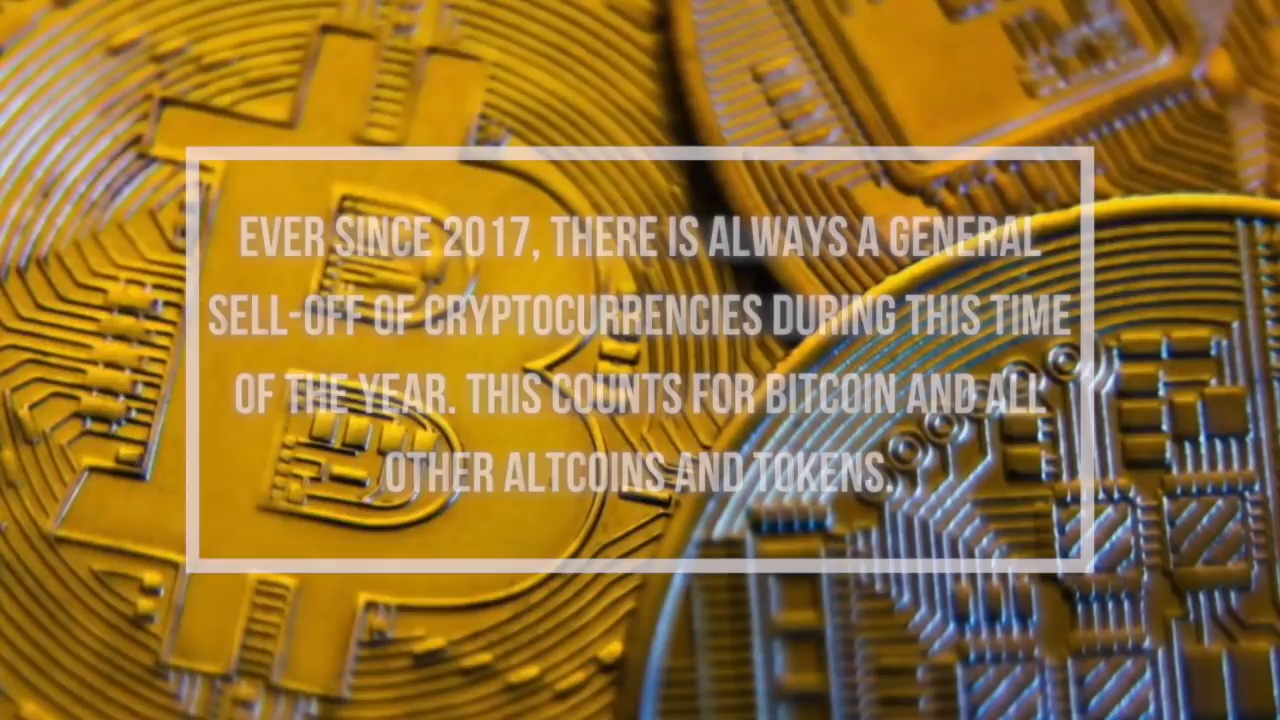 EVER SINCE 2017, THERE IS ALWAYS A GENERAL
SELL-OFF OF CRYPTOCURRENCIES DURING THIS TIME
OF THE YEAR. THIS COUNTS FOR BITCOIN AND ALL
OTHER ALTCOINS AND TOKENS.